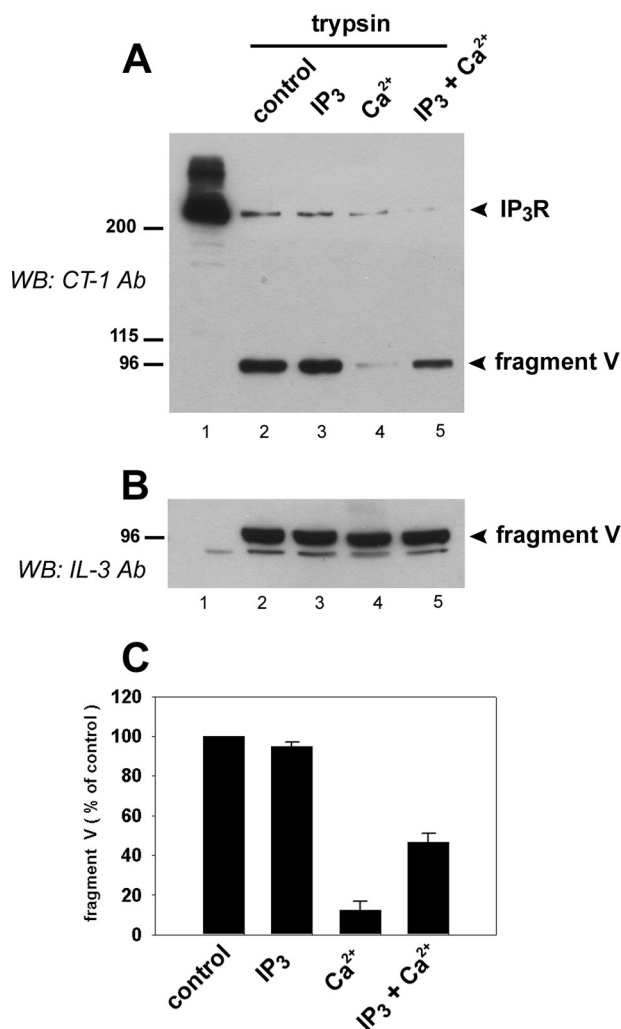 trypsin
A
control IP3 Ca2+ IP3 + Ca2+
IP3R
200
WB: CT-1 Ab
115
96 fragment V
1 2 3 4 5
B
96 fragment V
WB: IL-3 Ab
1 2 3 4 5
C
120
100
80
60
40
20
0
fragment V ( % of control )
control IP3 Ca2+ IP3 + Ca2+